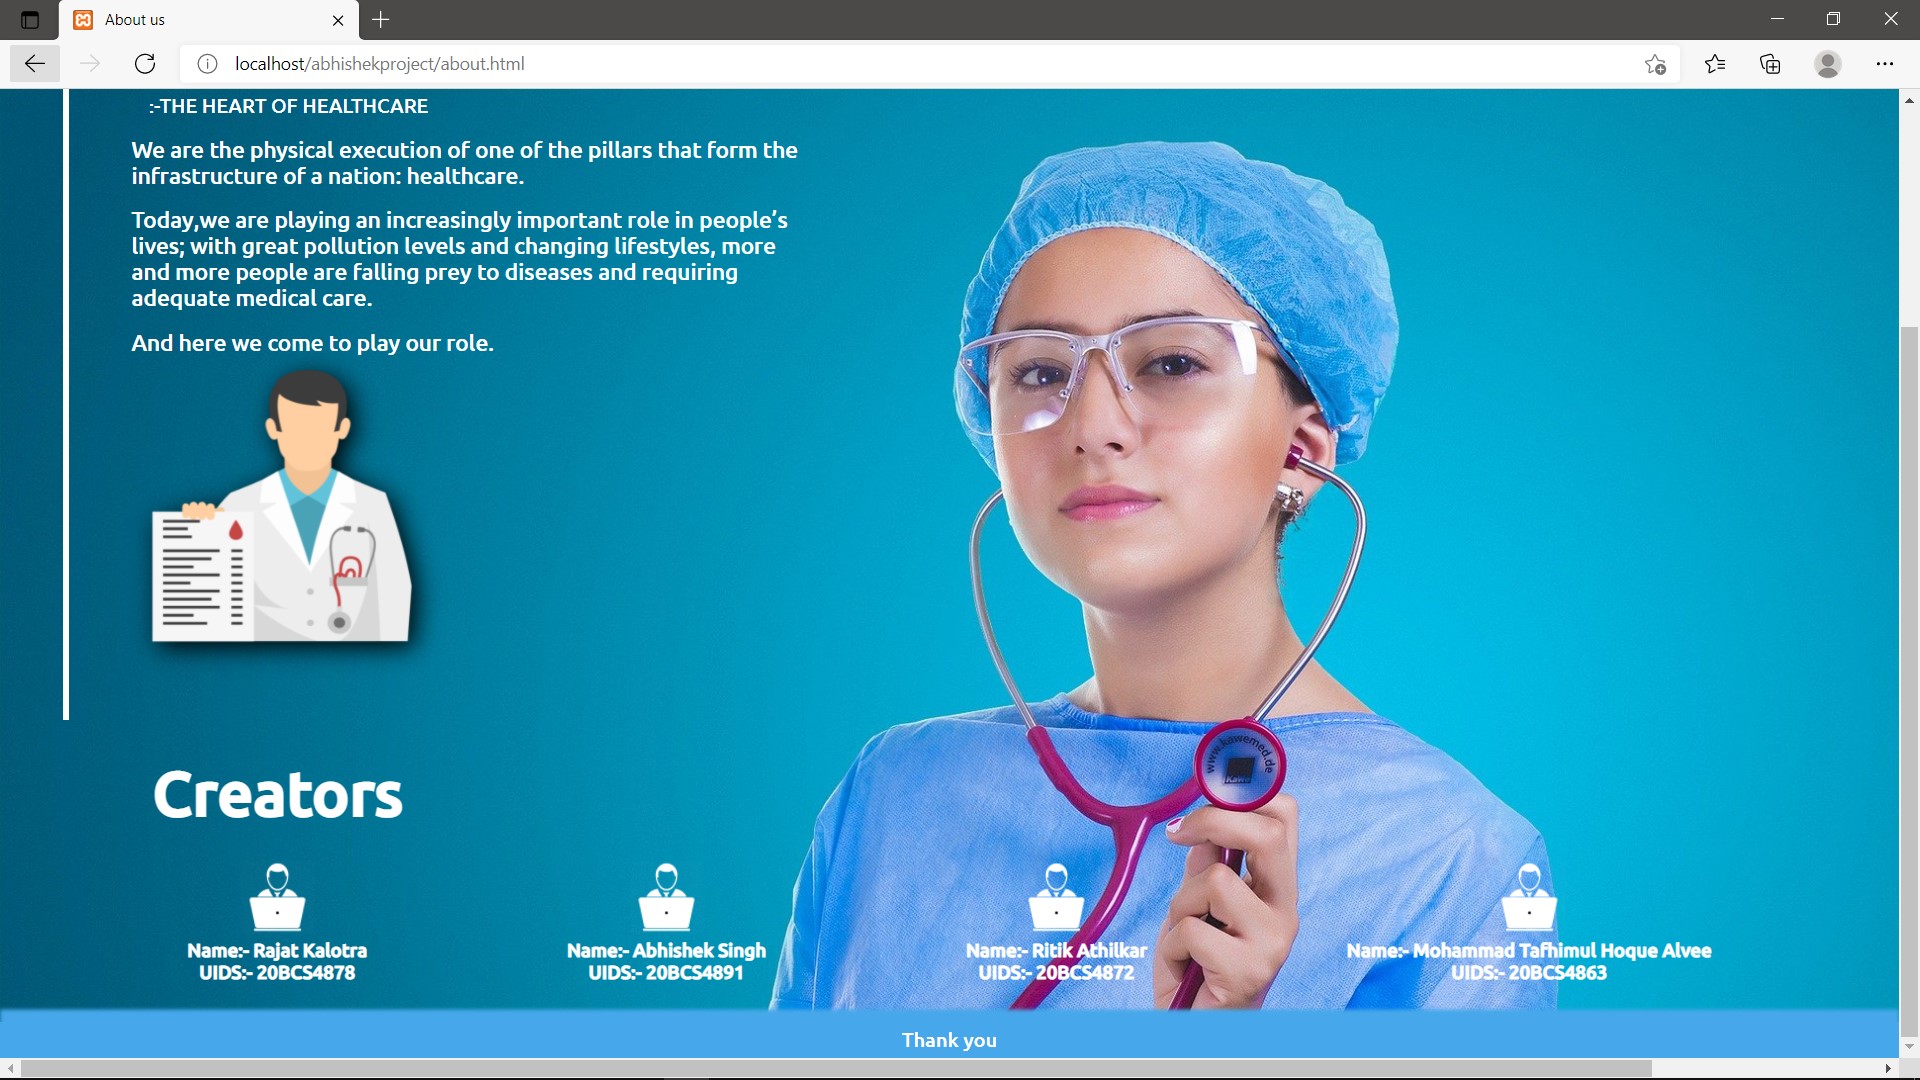 About us
localhost/abhishekproject/about.html
:-THE HEART OF HEALTHCARE
We are the physical execution of one of the pillars that form the
infrastructure of a nation: healthcare.
Today,we are playing an increasingly important role in people’s
lives; with great pollution levels and changing lifestyles, more
and more people are falling prey to diseases and requiring
adequate medical care.
And here we come to play our role.
www.kawemed.de
KaWe
Creators
Name:- Rajat Kalotra
UIDS:- 20BCS4878
Name:- Abhishek Singh
UIDS:- 20BCS4891
Name:- Ritik Athilkar
UIDS:- 20BCS4872
Name:- Mohammad Tafhimul Hoque Alvee
UIDS:- 20BCS4863
Thank you